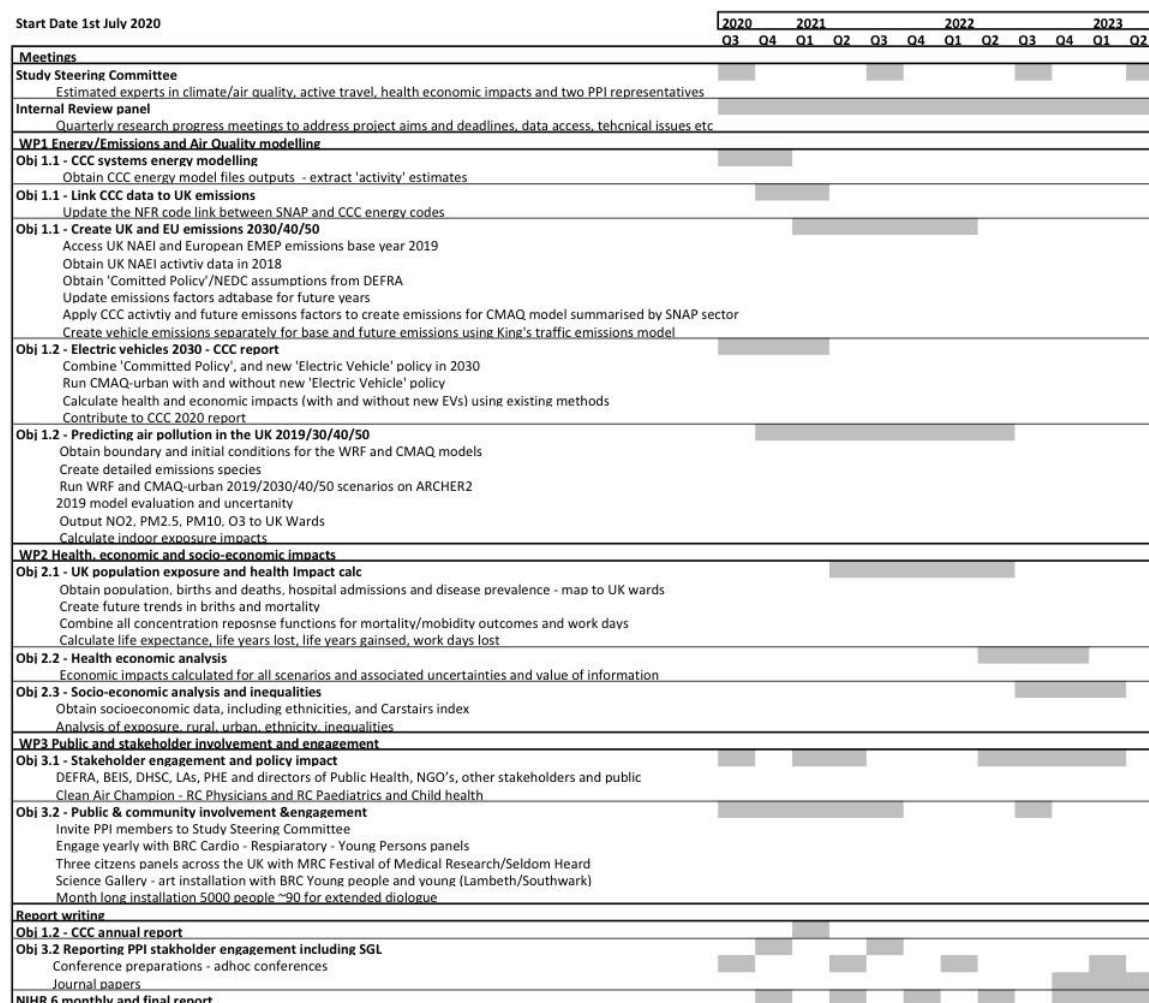 Start Date 1st July 2020
2020 2021 2022 2023
Q3 Q4 Q1 Q2 Q3 Q4 Q1 Q2 Q3 Q4 Q1 Q2
Meetings
Study Steering Committee
Estimated experts in climate/air quality, active travel, health economic impacts and two PPI representatives
Internal Review panel
Quarterly research progress meetings to address project aims and deadlines, data access, tehcnical issues etc
WP1 Energy/Emissions and Air Quality modelling
Obj 1.1 - CCC systems energy modelling
Obtain CCC energy model files outputs - extract 'activity' estimates
Obj 1.1 - Link CCC data to UK emissions
Update the NFR code link between SNAP and CCC energy codes
Obj 1.1 - Create UK and EU emissions 2030/40/50
Access UK NAEI and European EMEP emissions base year 2019
Obtain UK NAEI activtiy data in 2018
Obtain 'Comitted Policy'/NEDC assumptions from DEFRA
Update emissions factors adtabase for future years
Apply CCC activtiy and future emissons factors to create emissions for CMAQ model summarised by SNAP sector
Create vehicle emissions separately for base and future emissions using King's traffic emissions model
Obj 1.2 - Electric vehicles 2030 - CCC report
Combine 'Committed Policy', and new 'Electric Vehicle' policy in 2030
Run CMAQ-urban with and without new 'Electric Vehicle' policy
Calculate health and economic impacts (with and without new EVs) using existing methods
Contribute to CCC 2020 report
Obj 1.2 - Predicting air pollution in the UK 2019/30/40/50
Obtain boundary and initial conditions for the WRF and CMAQ models
Create detailed emissions species
Run WRF and CMAQ-urban 2019/2030/40/50 scenarios on ARCHER2
2019 model evaluation and uncertanity
Output NO2, PM2.5, PM10, O3 to UK Wards
Calculate indoor exposure impacts
WP2 Health, economic and socio-economic impacts
Obj 2.1 - UK population exposure and health Impact calc
Obtain population, births and deaths, hospital admissions and disease prevalence - map to UK wards
Create future trends in briths and mortality
Combine all concentration reposnse functions for mortality/mobidity outcomes and work days
Calculate life expectance, life years lost, life years gainsed, work days lost
Obj 2.2 - Health economic analysis
Economic impacts calculated for all scenarios and associated uncertainties and value of information
Obj 2.3 - Socio-economic analysis and inequalities
Obtain socioeconomic data, including ethnicities, and Carstairs index
Analysis of exposure, rural, urban, ethnicity, inequalities
WP3 Public and stakeholder involvement and engagement
Obj 3.1 - Stakeholder engagement and policy impact
DEFRA, BEIS, DHSC, LAs, PHE and directors of Public Health, NGO's, other stakeholders and public
Clean Air Champion - RC Physicians and RC Paediatrics and Child health
Obj 3.2 - Public & community involvement &engagement
Invite PPI members to Study Steering Committee
Engage yearly with BRC Cardio - Respiaratory - Young Persons panels
Three citzens panels across the UK with MRC Festival of Medical Research/Seldom Heard
Science Gallery - art installation with BRC Young people and young (Lambeth/Southwark)
Month long installation 5000 people ~90 for extended diologue
Report writing
Obj 1.2 - CCC annual report
Obj 3.2 Reporting PPI stakholder engagement including SGL
Conference preparations - adhoc conferences
Journal papers
NIHR 6 monthly and final report